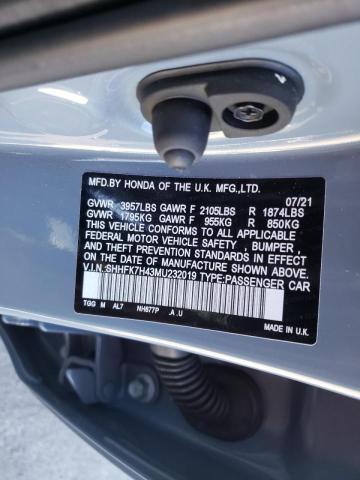 MFD.BY HONDA OF THE U.K. MFG.,LTD. 07/21
GVWR 3957LBS GAWR F 2105LBS R 1874LBS
GVWR 1795KG GAWR F 955KG R 850KG
THIS VEHICLE CONFORMS TO ALL APPLICABLE
FEDERAL MOTOR VEHICLE SAFETY , BUMPER ,
AND THEFT PREVENTION STANDARDS IN EFFECT
ON THE DATE OF MANUFACTURE SHOWN ABOVE.
V.I.N.:SHHFK7H43MU232019 TYPE:PASSENGER CAR
TGG M AL7 NH877P .A.U
MADE IN U.K.